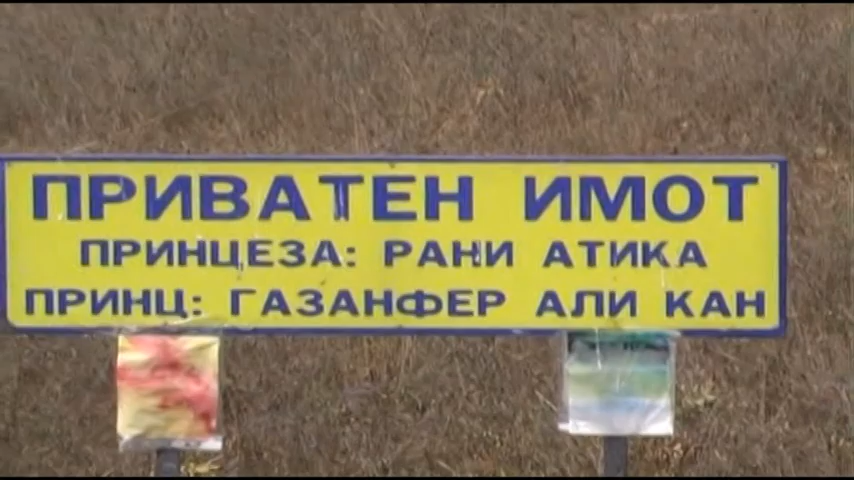 ПРИВАТЕН ИМОТ
ПРИНЦЕЗА: РАНИ АТИКА
ПРИНЦ: ГАЗАНФЕР АЛИ КАН